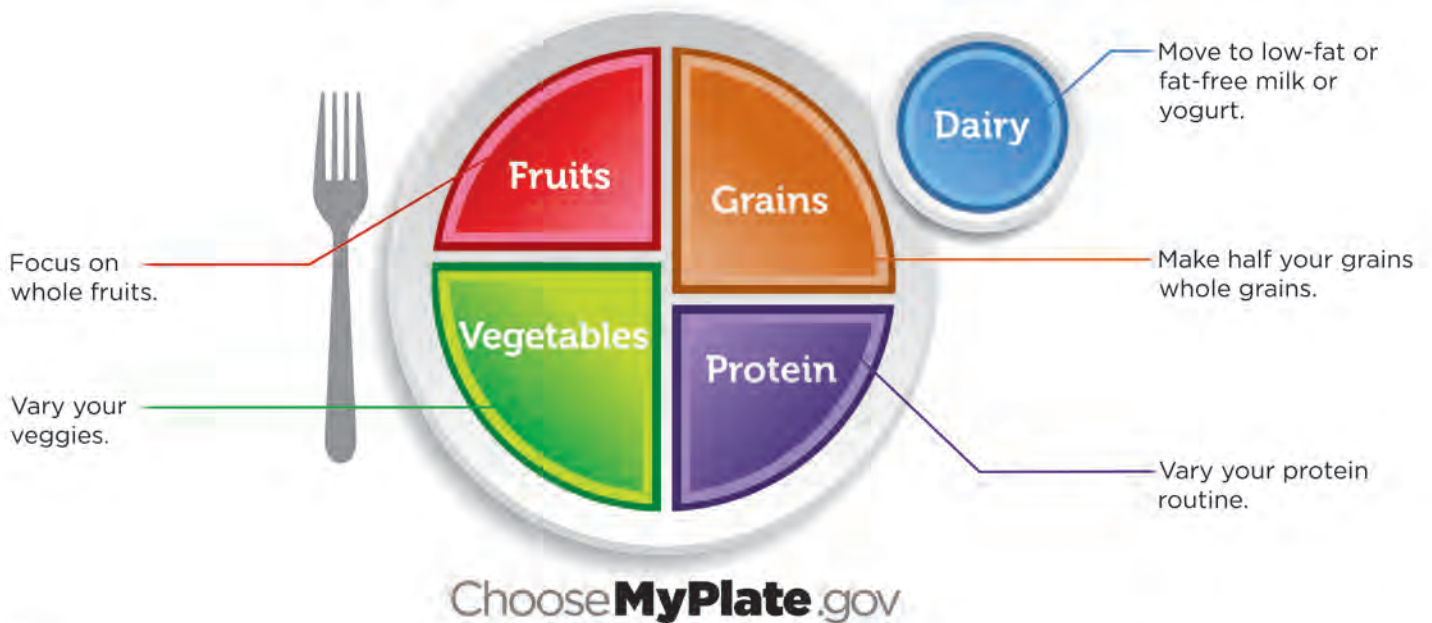 Fruits
Grains
Dairy
Move to low-fat or
fat-free milk or
yogurt.
Focus on
whole fruits.
Make half your grains
whole grains.
Vegetables
Protein
Vary your
veggies.
Vary your protein
routine.
ChooseMyPlate.gov